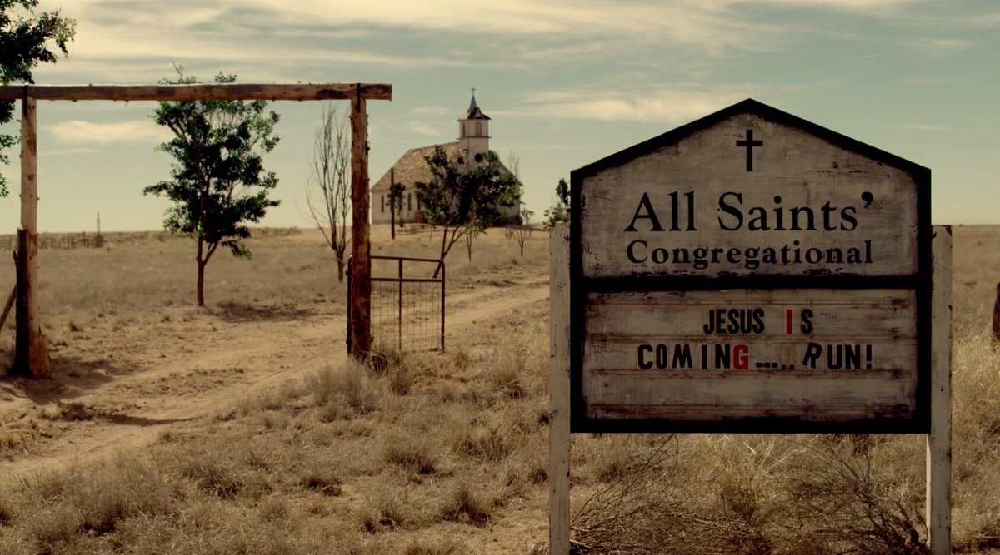 All Saints’
Congregational
JESUS IS
COMING..... RUN!